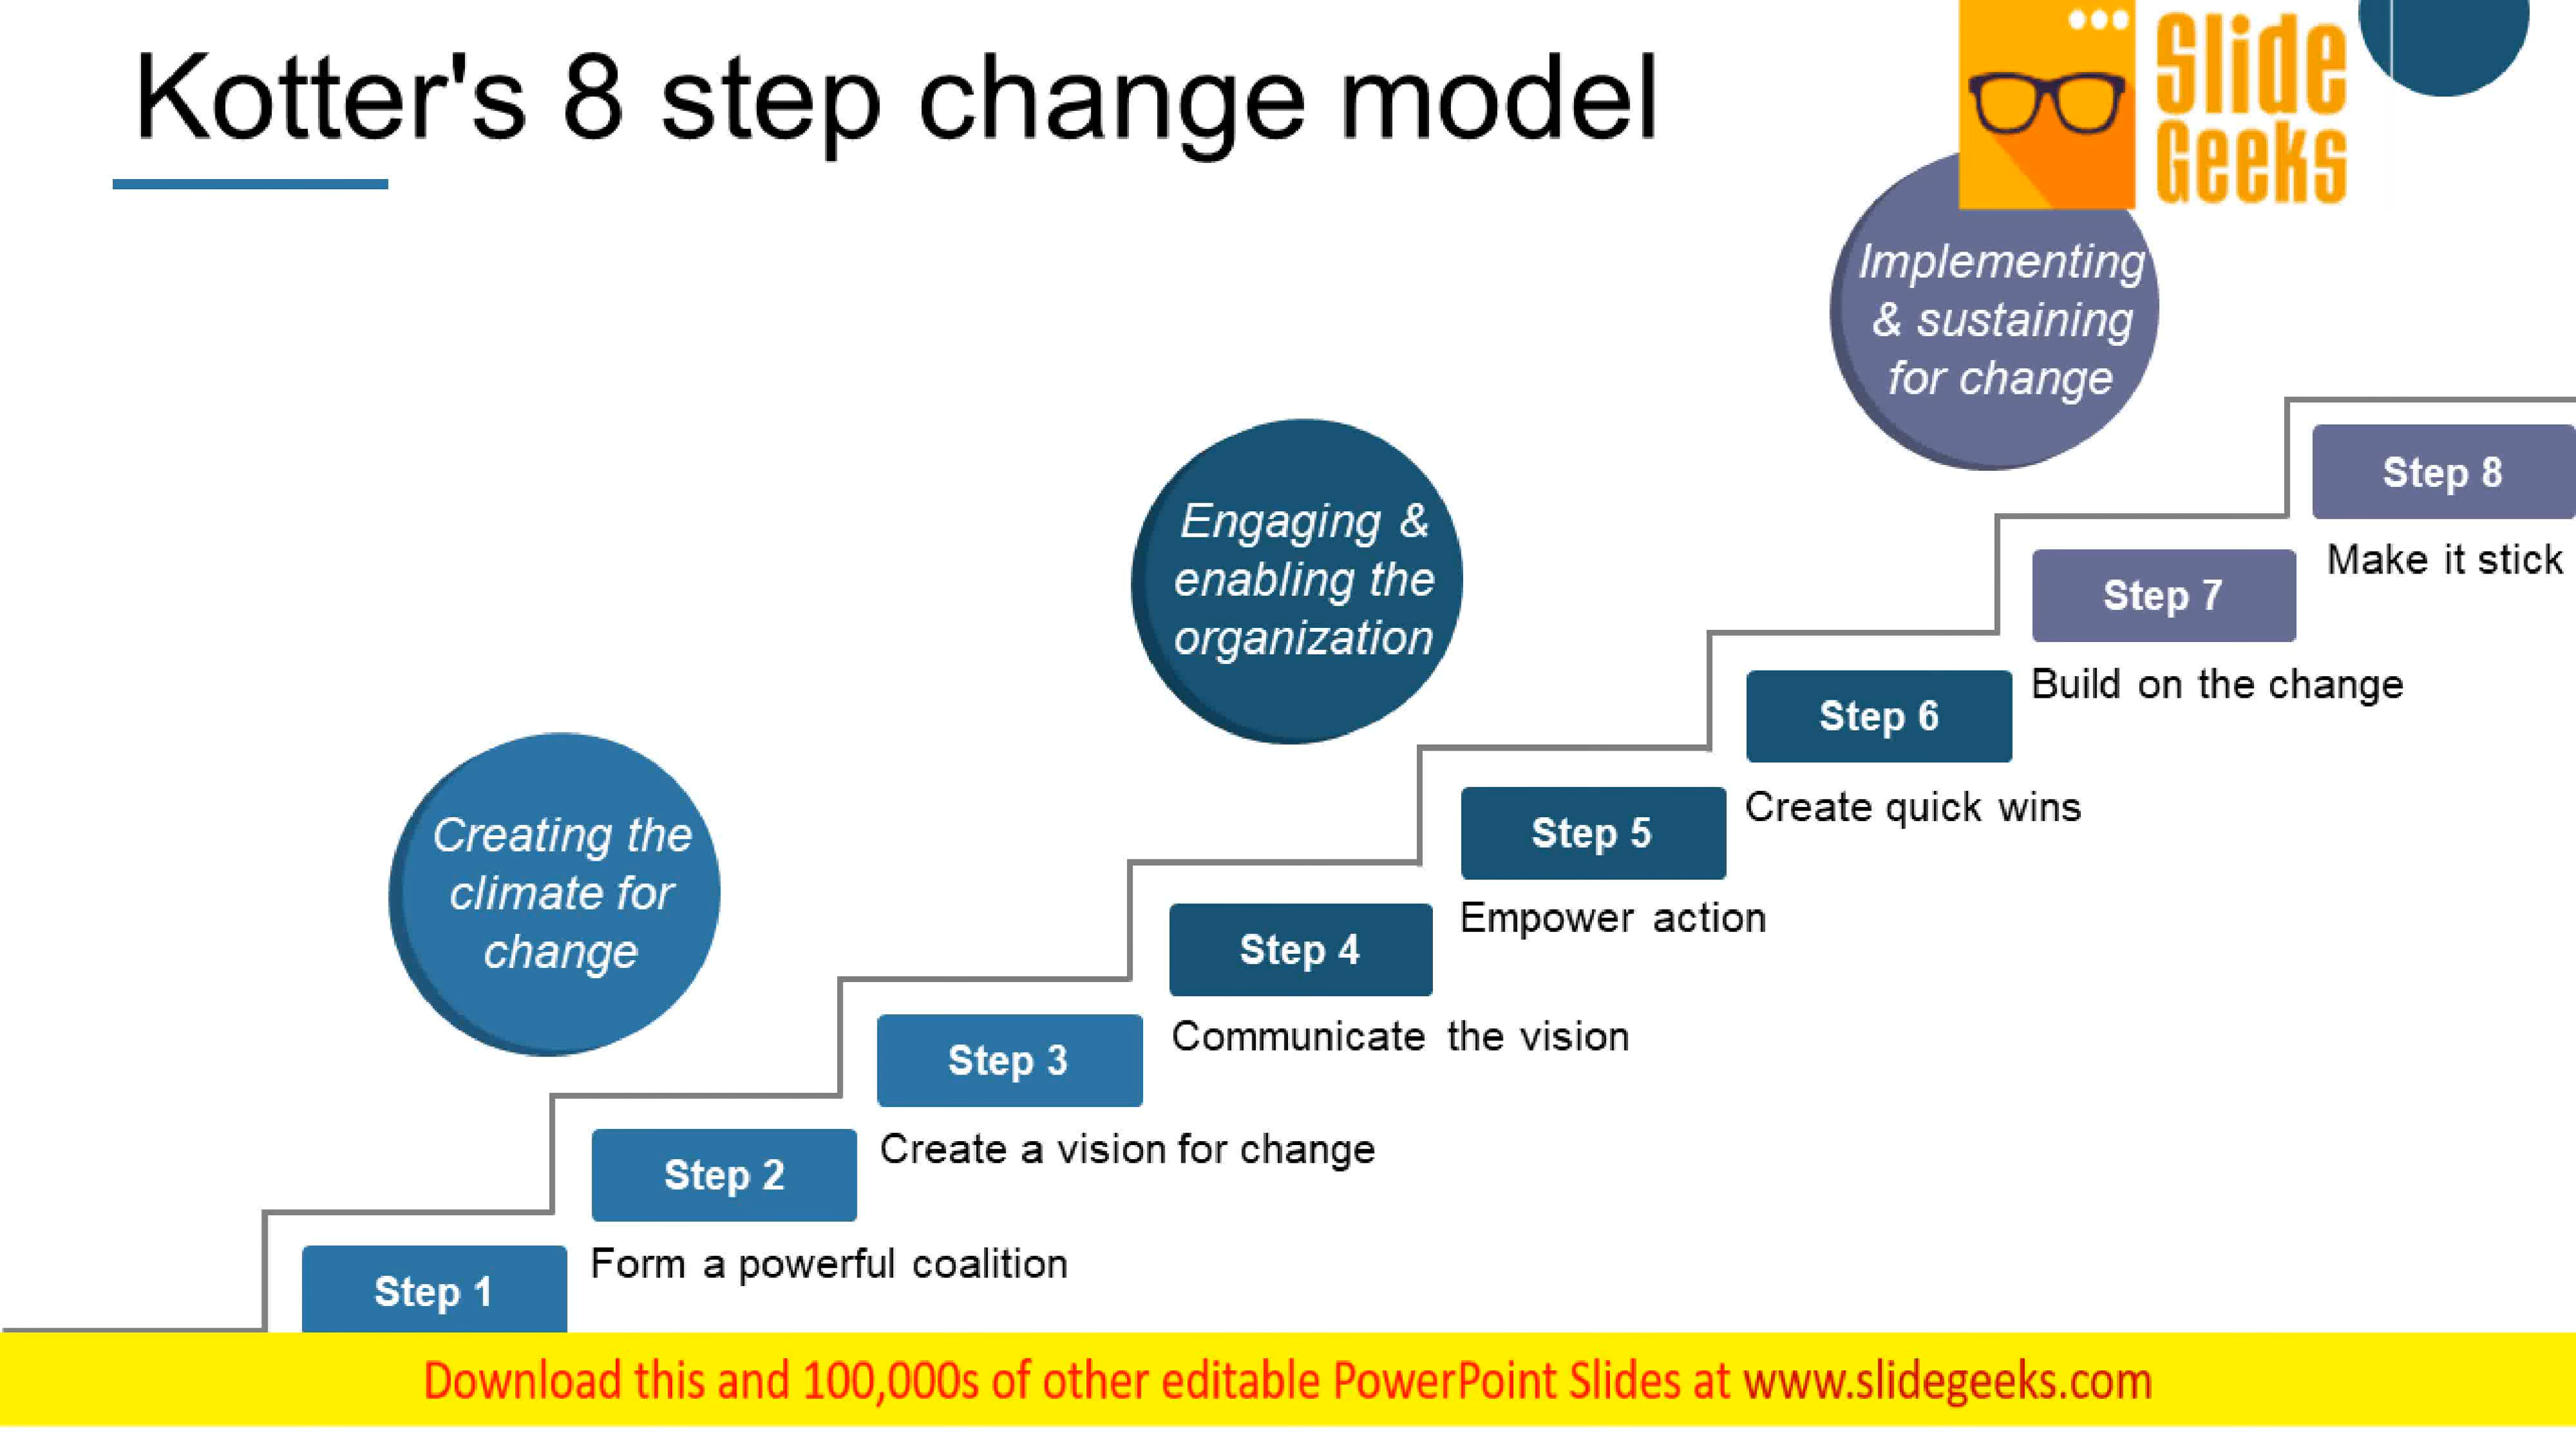 Kotter's 8 step change model
Slide
Geeks
Implementing
& sustaining
for change
Engaging &
enabling the
organization
Creating the
climate for
change
Step 8
Make it stick
Step 7
Build on the change
Step 6
Create quick wins
Step 5
Empower action
Step 4
Communicate the vision
Step 3
Create a vision for change
Step 2
Form a powerful coalition
Step 1
Download this and 100,000s of other editable PowerPoint Slides at www.slidegeeks.com